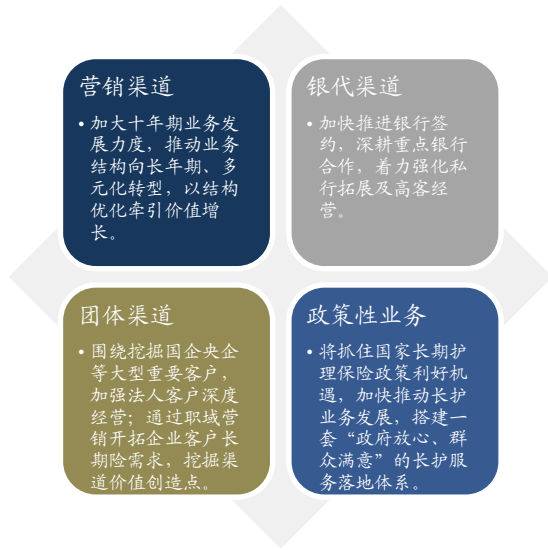 营销渠道
• 加大十年期业务发
展力度，推动业务
结构向长年期、多
元化转型，以结构
优化牵引价值增
长。
银代渠道
• 加快推进银行签
约，深耕重点银行
合作，着力强化私
行拓展及高客经
营。
团体渠道
• 围绕挖掘国企央企
等大型重要客户，
加强法人客户深度
经营；通过职域营
销开拓企业客户长
期险需求，挖掘渠
道价值创造点。
政策性业务
• 将抓住国家长期护
理保险政策利好机
遇，加快推动长护
业务发展，搭建一
套“政府放心、群
众满意”的长护服
务落地体系。